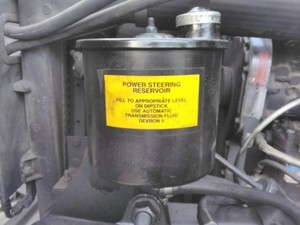 POWER STEERING
RESERVOIR
FILL TO APPROPRIATE LEVEL
ON DIPSTICK
USE AUTOMATIC
TRANSMISSION FLUID
DEXRON II